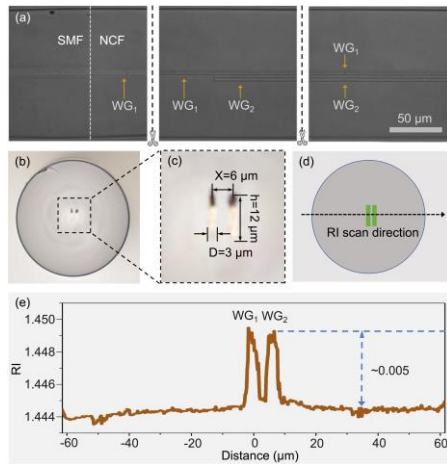 (a)
SMF
NCF
WG₁
WG₁
WG₂
WG₁
WG₂
50 μm
(b)
(c)
X=6 μm
h=12 μm
D=3 μm
(d)
RI scan direction
(e)
RI
1.450
1.448
1.446
1.444
WG₁ WG₂
~0.005
-60 -40 -20 0 20 40 60
Distance (μm)